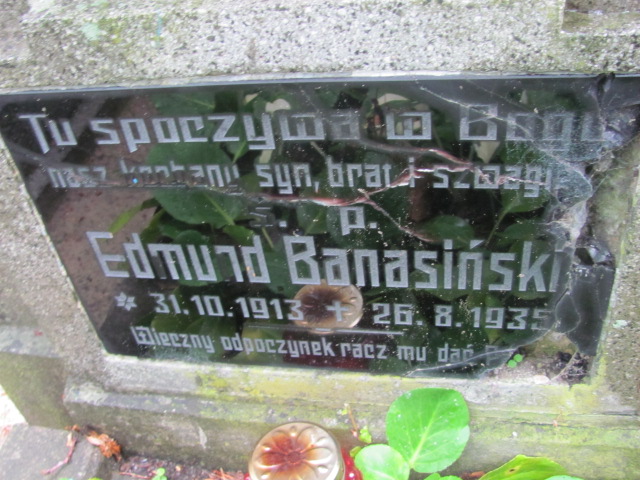 Tu spoczywa w Bogu
nasz kochany syn, brat i szwagi
ś. p.
Edmund Banasiński
* 31.10.1913 + 26.8.1935
Wieczny odpoczynek racz mu dać